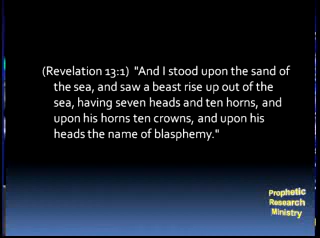 (Revelation 13:1) "And I stood upon the sand of
the sea, and saw a beast rise up out of the
sea, having seven heads and ten horns, and
upon his horns ten crowns, and upon his
heads the name of blasphemy."
Prophetic
Research
Ministry